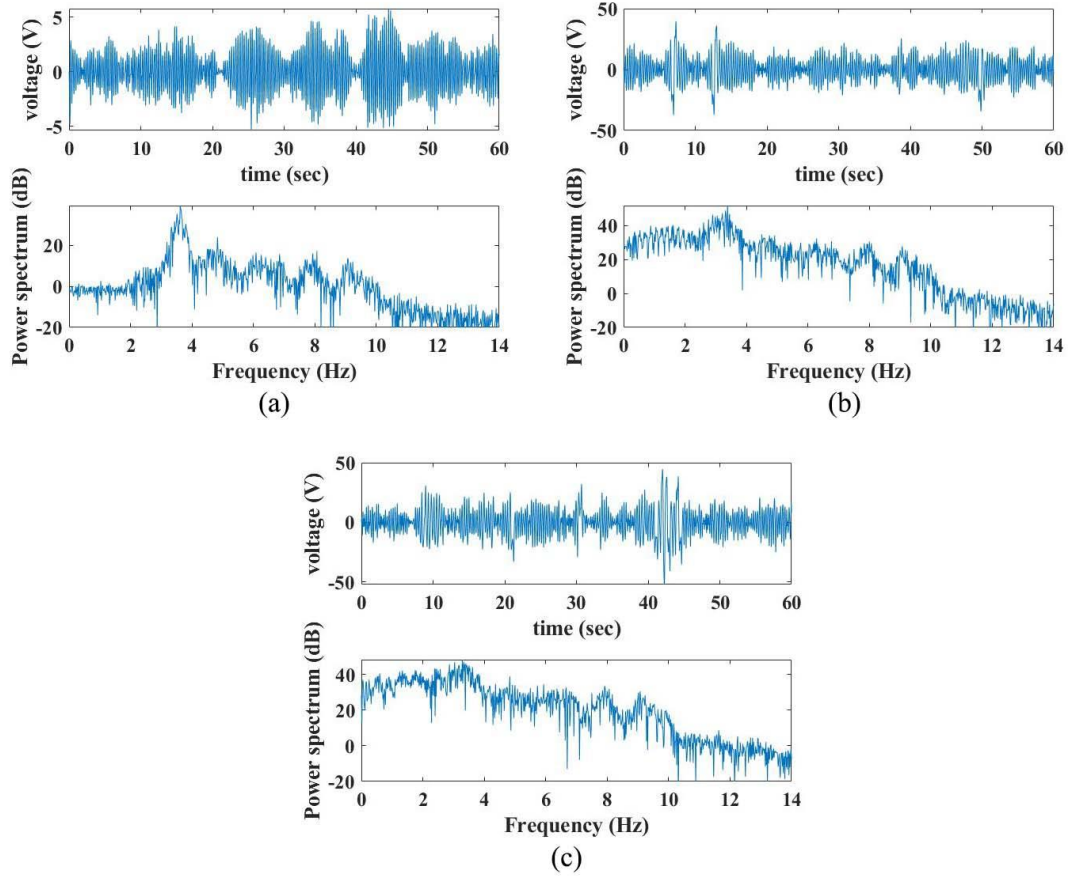 voltage (V)
5
0
-5
0 10 20 30 40 50 60
time (sec)
Power spectrum (dB)
20
0
-20
0 2 4 6 8 10 12 14
Frequency (Hz)
(a)
voltage (V)
50
0
-50
0 10 20 30 40 50 60
time (sec)
Power spectrum (dB)
40
20
0
-20
0 2 4 6 8 10 12 14
Frequency (Hz)
(b)
voltage (V)
50
0
-50
0 10 20 30 40 50 60
time (sec)
Power spectrum (dB)
40
20
0
-20
0 2 4 6 8 10 12 14
Frequency (Hz)
(c)